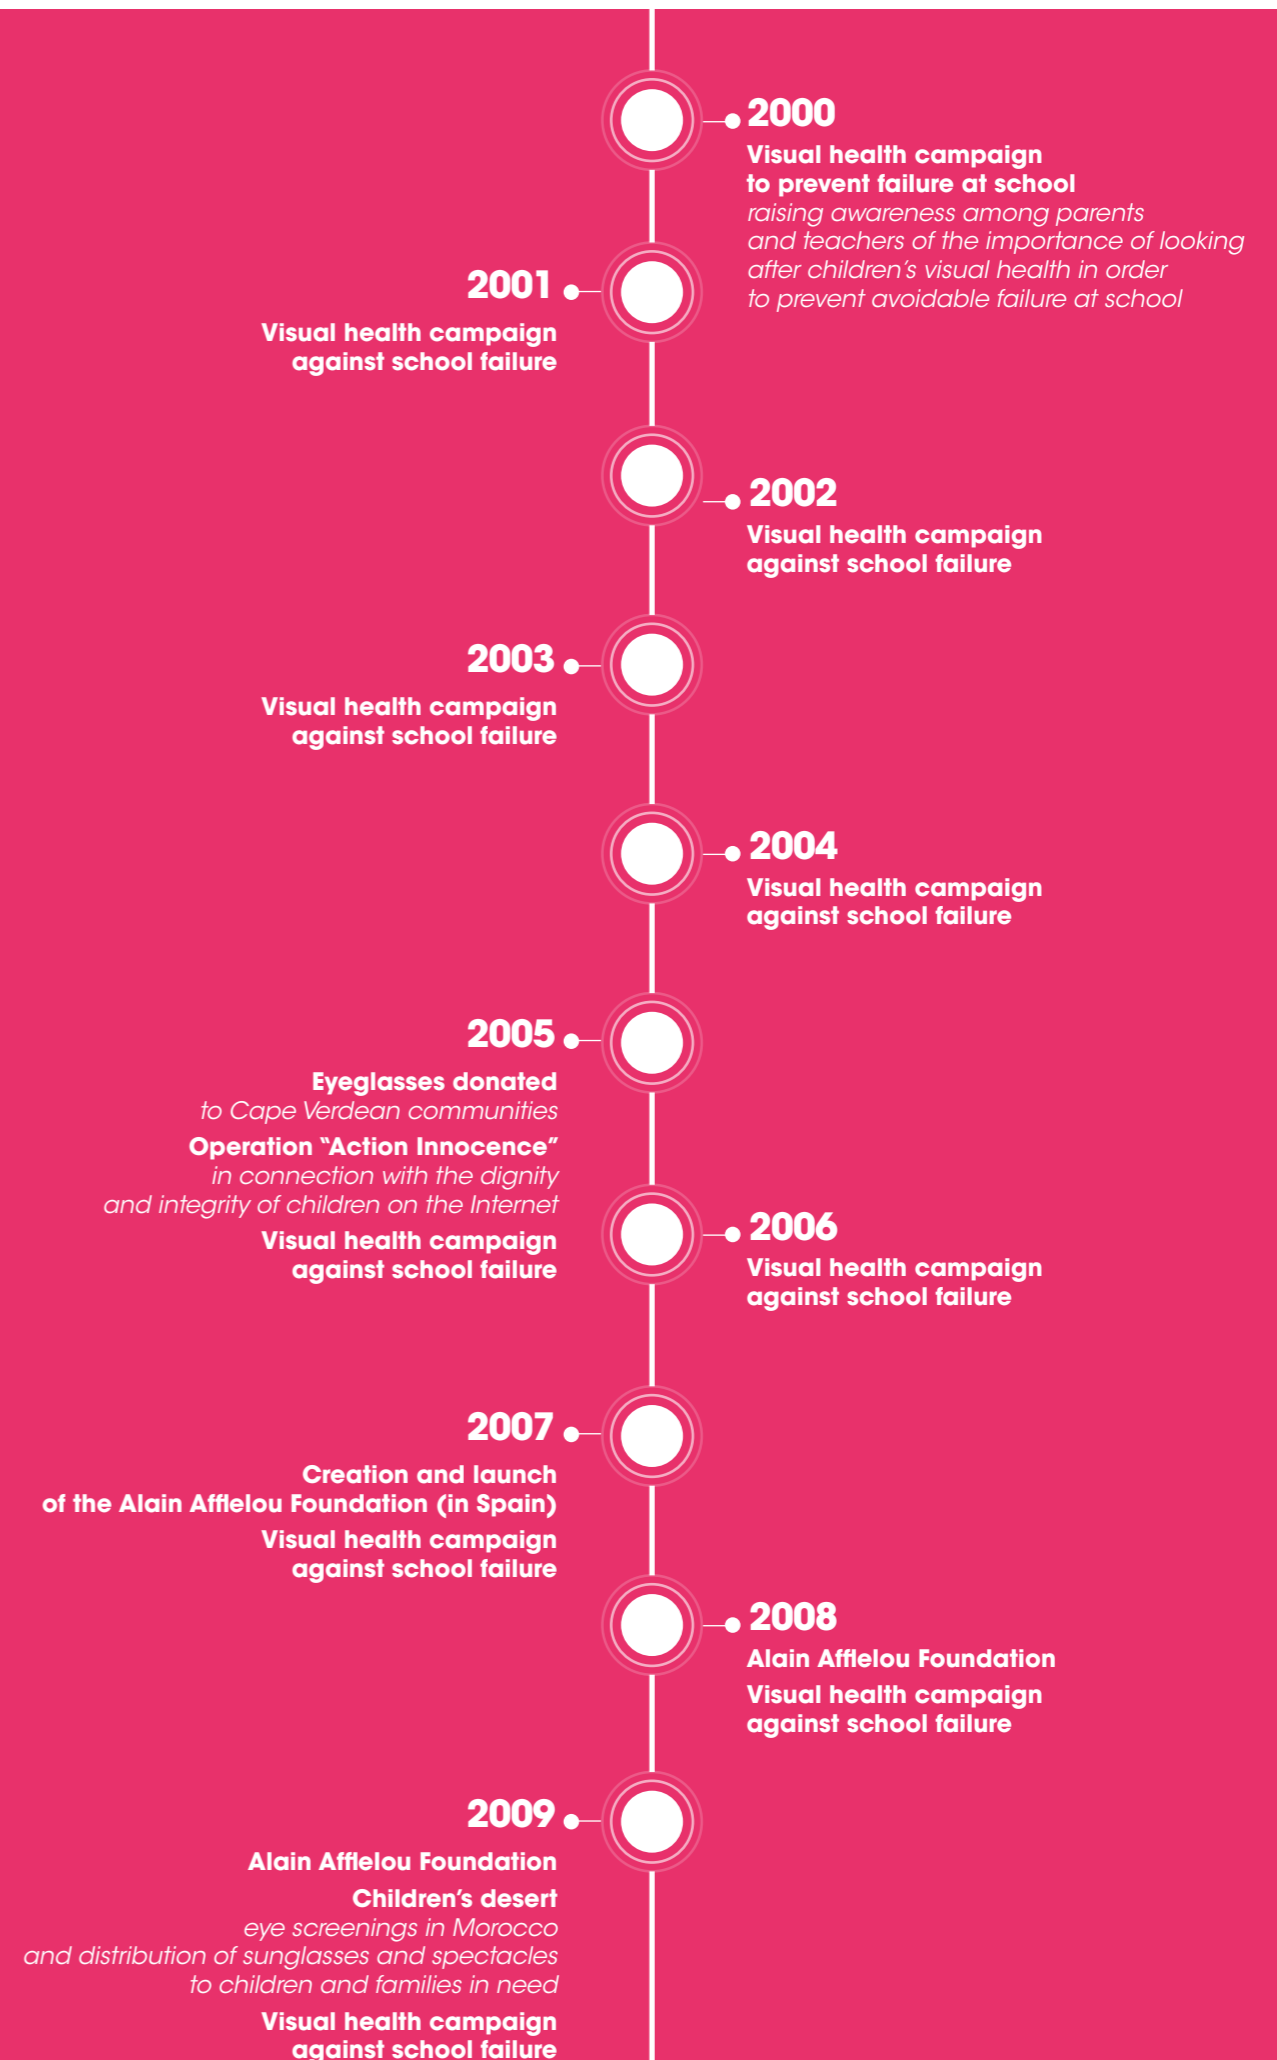 2000
Visual health campaign
to prevent failure at school
raising awareness among parents
and teachers of the importance of looking
after children’s visual health in order
to prevent avoidable failure at school
2001
Visual health campaign
against school failure
2002
Visual health campaign
against school failure
2003
Visual health campaign
against school failure
2004
Visual health campaign
against school failure
2005
Eyeglasses donated
to Cape Verdean communities
Operation “Action Innocence”
in connection with the dignity
and integrity of children on the Internet
Visual health campaign
against school failure
2006
Visual health campaign
against school failure
2007
Creation and launch
of the Alain Afflelou Foundation (in Spain)
Visual health campaign
against school failure
2008
Alain Afflelou Foundation
Visual health campaign
against school failure
2009
Alain Afflelou Foundation
Children’s desert
eye screenings in Morocco
and distribution of sunglasses and spectacles
to children and families in need
Visual health campaign
against school failure